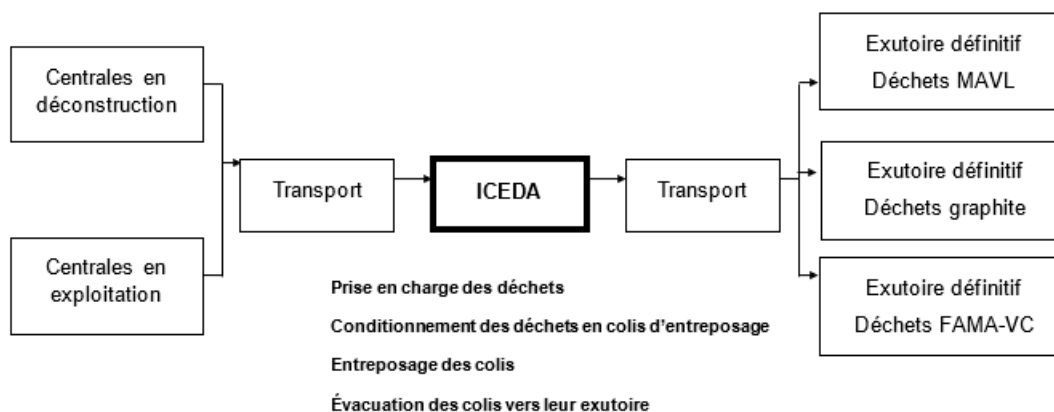 Centrales en
déconstruction
Centrales en
exploitation
Transport
ICEDA
Transport
Exutoire définitif
Déchets MAVL
Exutoire définitif
Déchets graphite
Exutoire définitif
Déchets FAMA-VC
Prise en charge des déchets
Conditionnement des déchets en colis d'entreposage
Entreposage des colis
Évacuation des colis vers leur exutoire